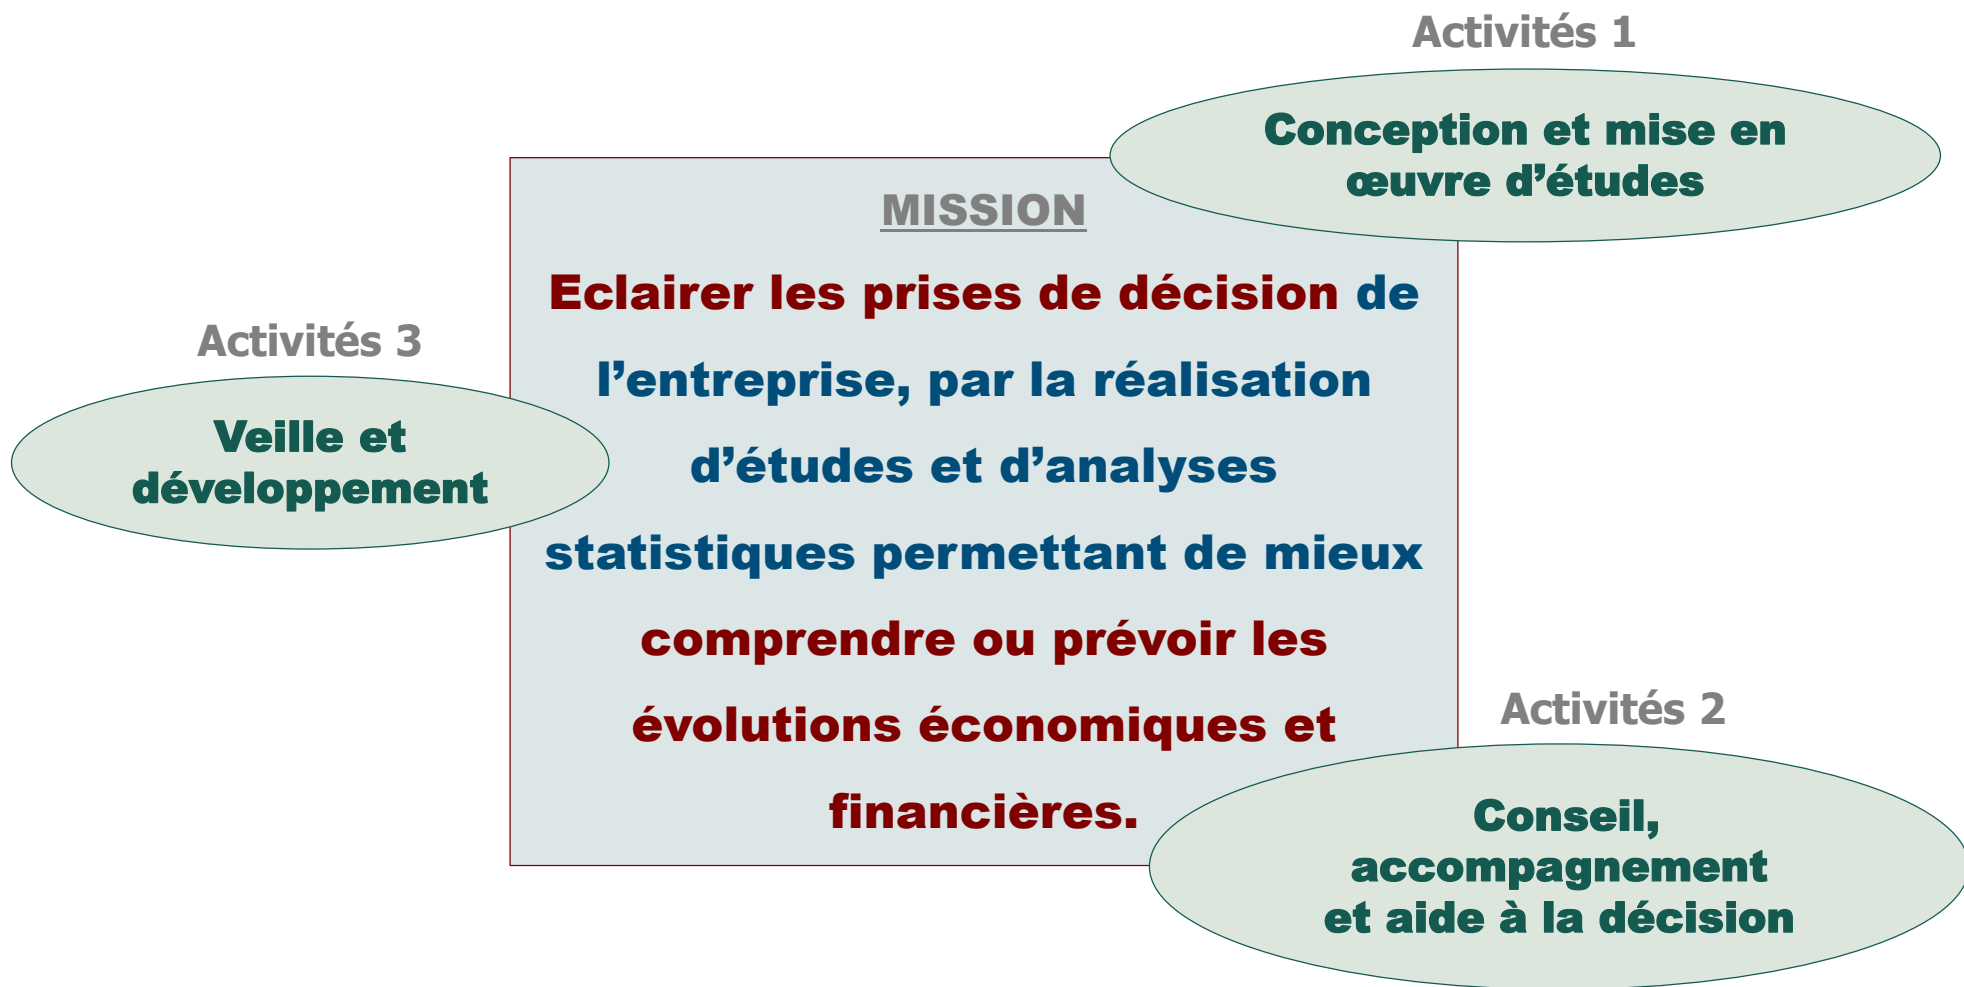 Activités 1
Conception et mise en
œuvre d’études
MISSION
Eclairer les prises de décision de
l’entreprise, par la réalisation
d’études et d’analyses
statistiques permettant de mieux
comprendre ou prévoir les
évolutions économiques et
financières.
Activités 3
Veille et
développement
Activités 2
Conseil,
accompagnement
et aide à la décision